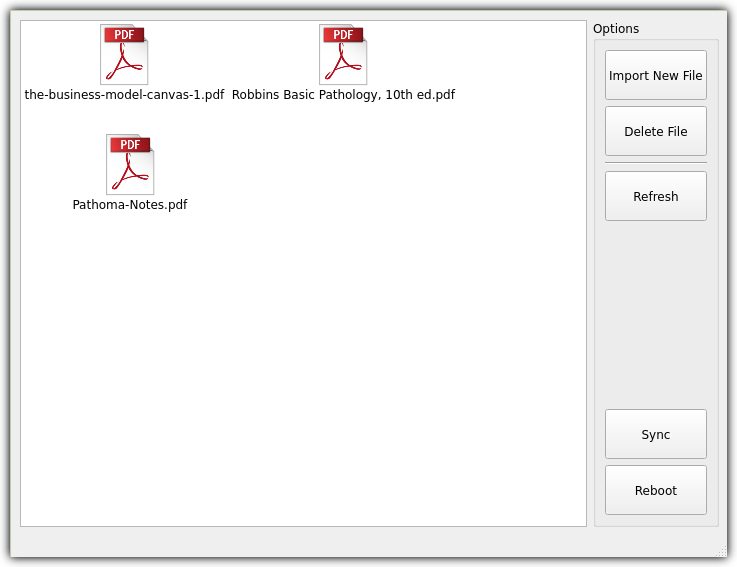 Options
PDF
the-business-model-canvas-1.pdf
PDF
Robbins Basic Pathology, 10th ed.pdf
PDF
Pathoma-Notes.pdf
Import New File
Delete File
Refresh
Sync
Reboot